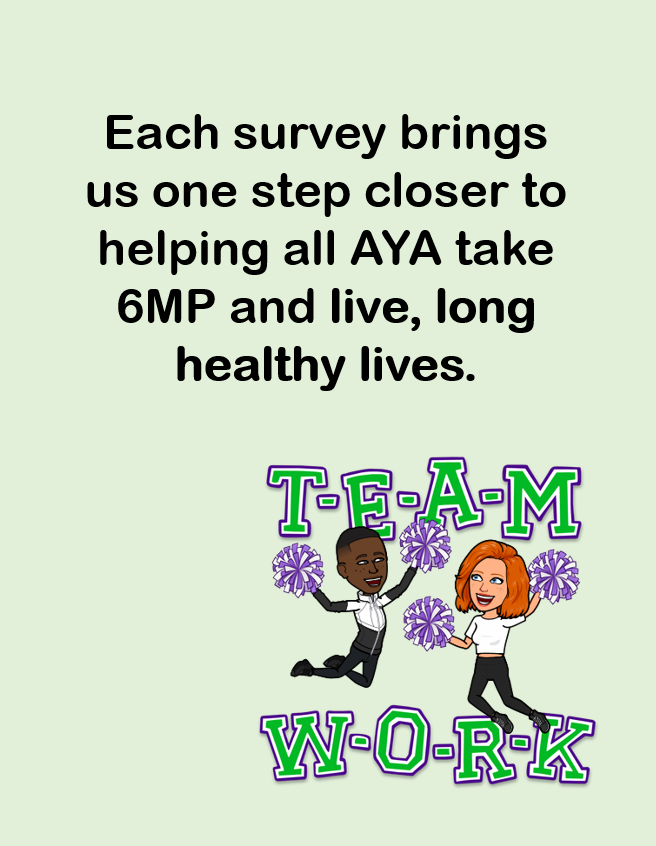 Each survey brings
us one step closer to
helping all AYA take
6MP and live, long
healthy lives.
T-E-A-M
W-O-R-K